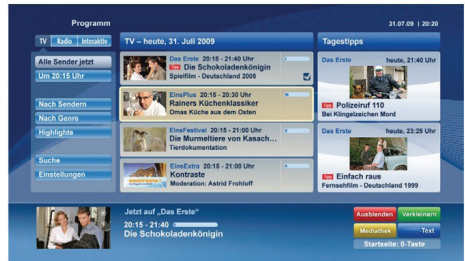 Programm
31.07.09 | 20:20
TV Radio Interaktiv
Alle Sender jetzt
Um 20:15 Uhr
Nach Sendern
Nach Genre
Highlights
Suche
Einstellungen
TV – heute, 31. Juli 2009
Das Erste 20:15 - 21:40 Uhr
Tipp Die Schokoladenkönigin
Spielfilm - Deutschland 2005
EinsPlus 20:15 - 20:30 Uhr
Rainers Küchenklassiker
Omas Küche aus dem Osten
EinsFestival 20:15 - 21:00 Uhr
Die Murmeltiere von Kasach...
Tierdokumentation
EinsExtra 20:15 - 21:00 Uhr
Kontraste
Moderation: Astrid Frohloff
Tagestipps
Das Erste heute, 21:40 Uhr
Tipp Polizeiruf 110
Bei Klingelzeichen Mord
Das Erste heute, 23:25 Uhr
Tipp Einfach raus
Fernsehfilm - Deutschland 1999
Jetzt auf „Das Erste“
20:15 - 21:40
Die Schokoladenkönigin
Ausblenden Verkleinern
Mediathek Text
Startseite: 0-Taste